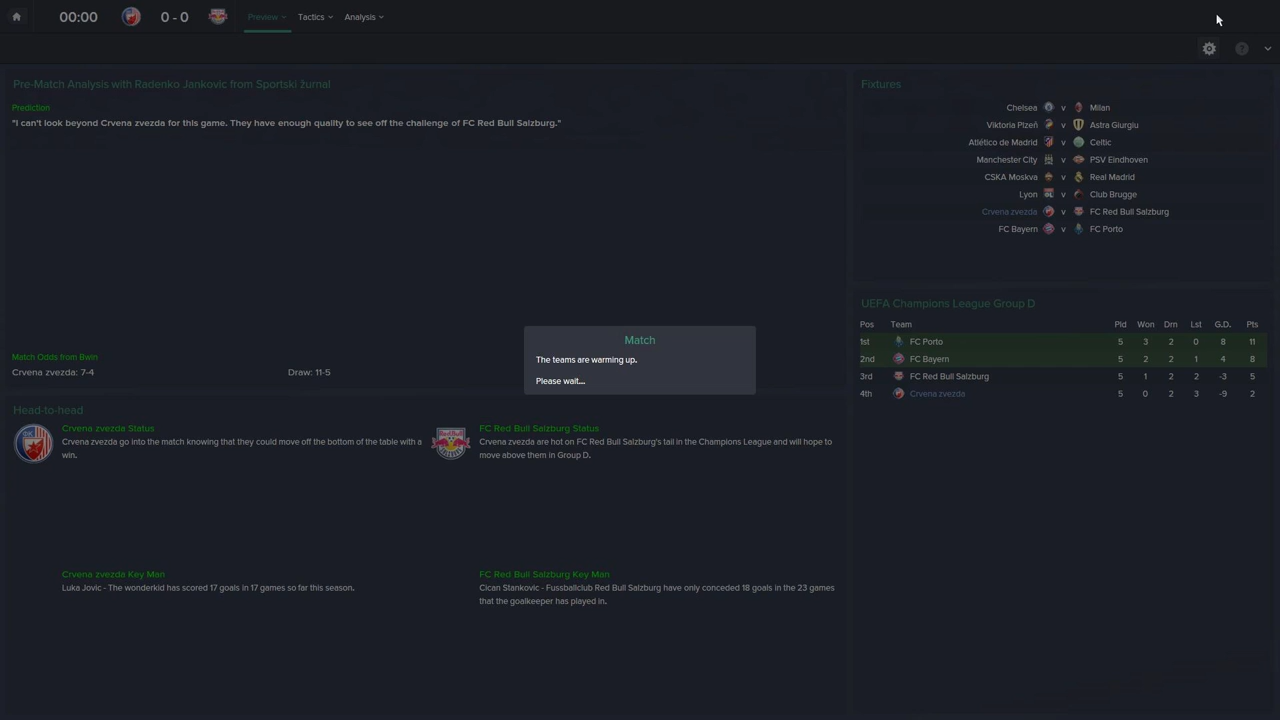 00:00 0 - 0 Preview Tactics Analysis
Pre-Match Analysis with Radenko Jankovic from Sportski žurnal
Prediction
"I can't look beyond Crvena zvezda for this game. They have enough quality to see off the challenge of FC Red Bull Salzburg."
Match Odds from Bwin
Crvena zvezda: 7-4 Draw: 11-5
Fixtures
Chelsea v Milan
Viktoria Plzeň v Astra Giurgiu
Atlético de Madrid v Celtic
Manchester City v PSV Eindhoven
CSKA Moskva v Real Madrid
Lyon v Club Brugge
Crvena zvezda v FC Red Bull Salzburg
FC Bayern v FC Porto
UEFA Champions League Group D
Pos Team Pld Won Drn Lst G.D. Pts
1st FC Porto 5 3 2 0 8 11
2nd FC Bayern 5 2 2 1 4 8
3rd FC Red Bull Salzburg 5 1 2 2 -3 5
4th Crvena zvezda 5 0 2 3 -9 2
Match
The teams are warming up.
Please wait...
Head-to-head
Crvena zvezda Status
Crvena zvezda go into the match knowing that they could move off the bottom of the table with a
win.
FC Red Bull Salzburg Status
Crvena zvezda are hot on FC Red Bull Salzburg's tail in the Champions League and will hope to
move above them in Group D.
Crvena zvezda Key Man
Luka Jovic - The wonderkid has scored 17 goals in 17 games so far this season.
FC Red Bull Salzburg Key Man
Cican Stankovic - Fussballclub Red Bull Salzburg have only conceded 18 goals in the 23 games
that the goalkeeper has played in.